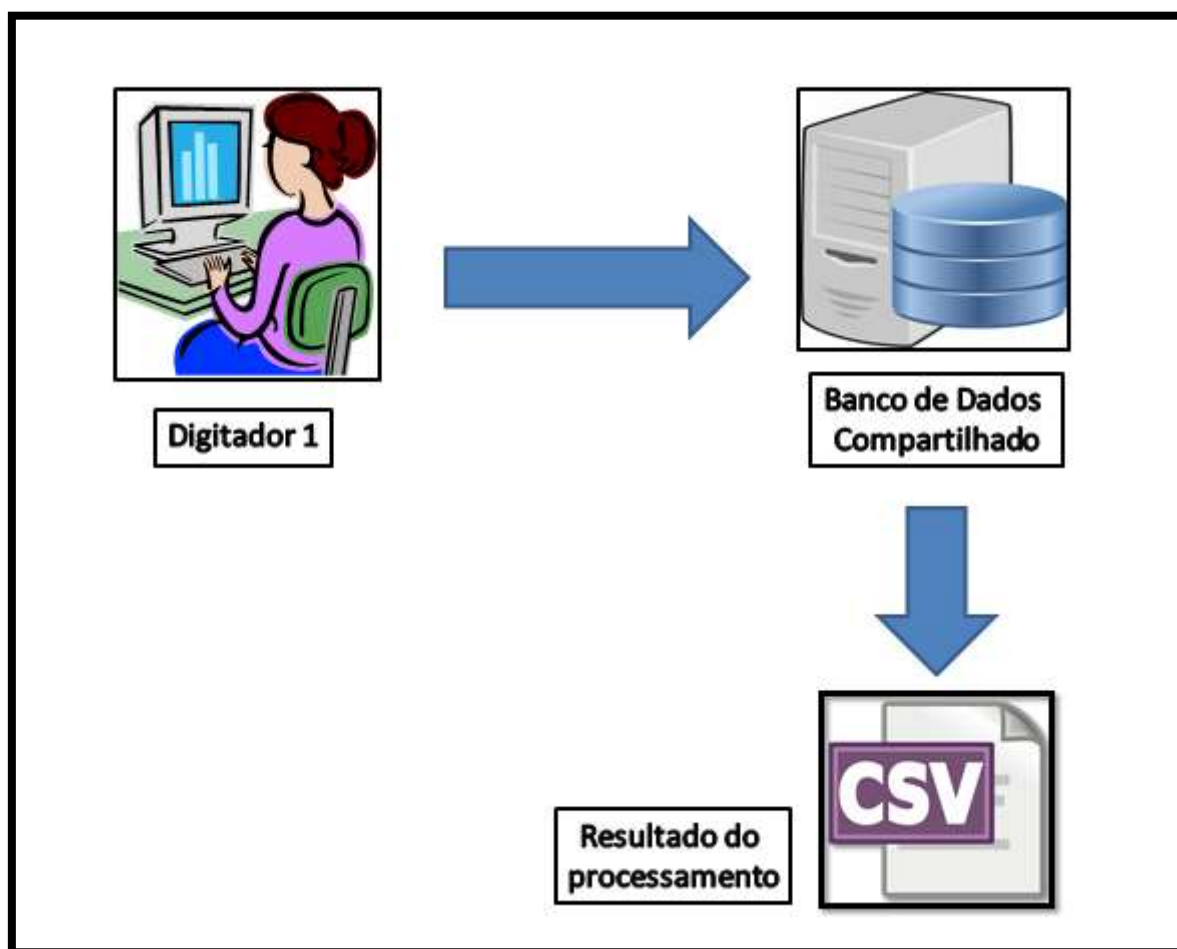 Digitador 1
Banco de Dados
Compartilhado
CSV
Resultado do
processamento